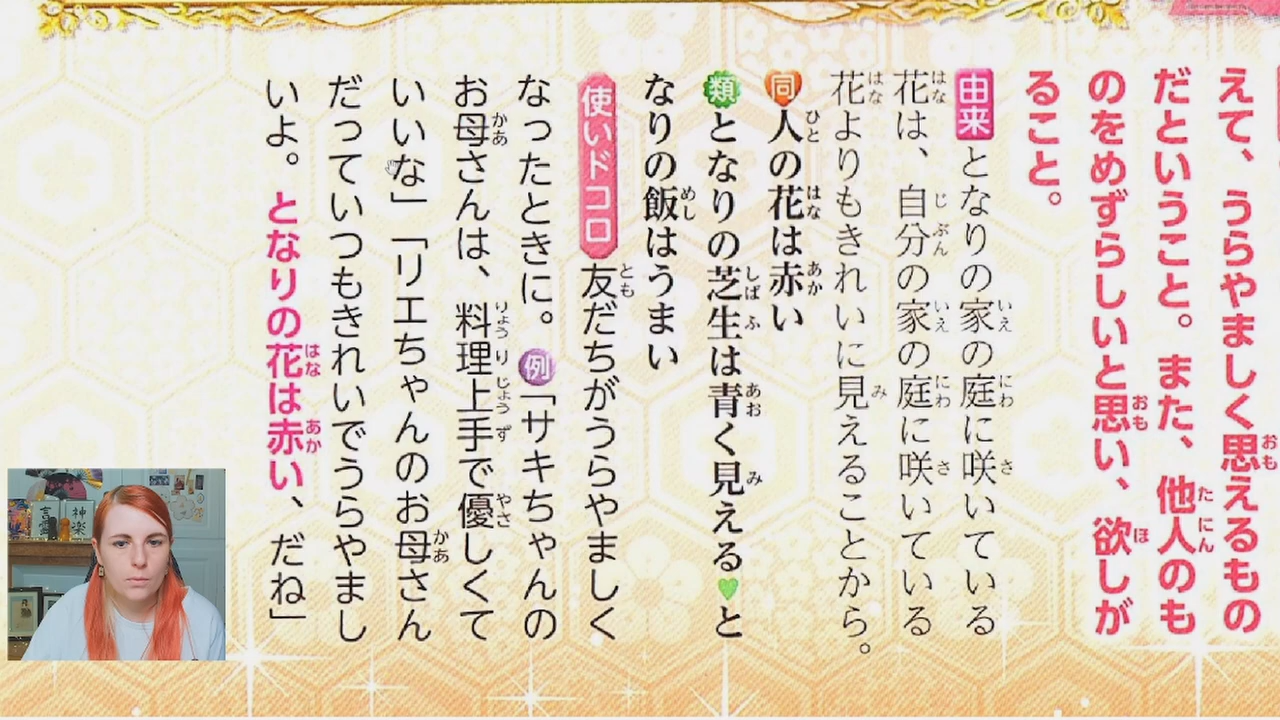 えて、うらやましく思えるもの
だということ。また、他人のも
のをめずらしいと思い、欲しが
ること。
由来 となりの家の庭に咲いている
花は、自分の家の庭に咲いている
花よりもきれいに見えることから。
同 人の花は赤い
類 となりの芝生は青く見える♥と
なりの飯はうまい
使いドコロ 友だちがうらやましく
なったときに。例「サキちゃんの
お母さんは、料理上手で優しくて
いいな」「リエちゃんのお母さん
だっていつもきれいでうらやまし
いよ。となりの花は赤い、だね」
言霊
神楽